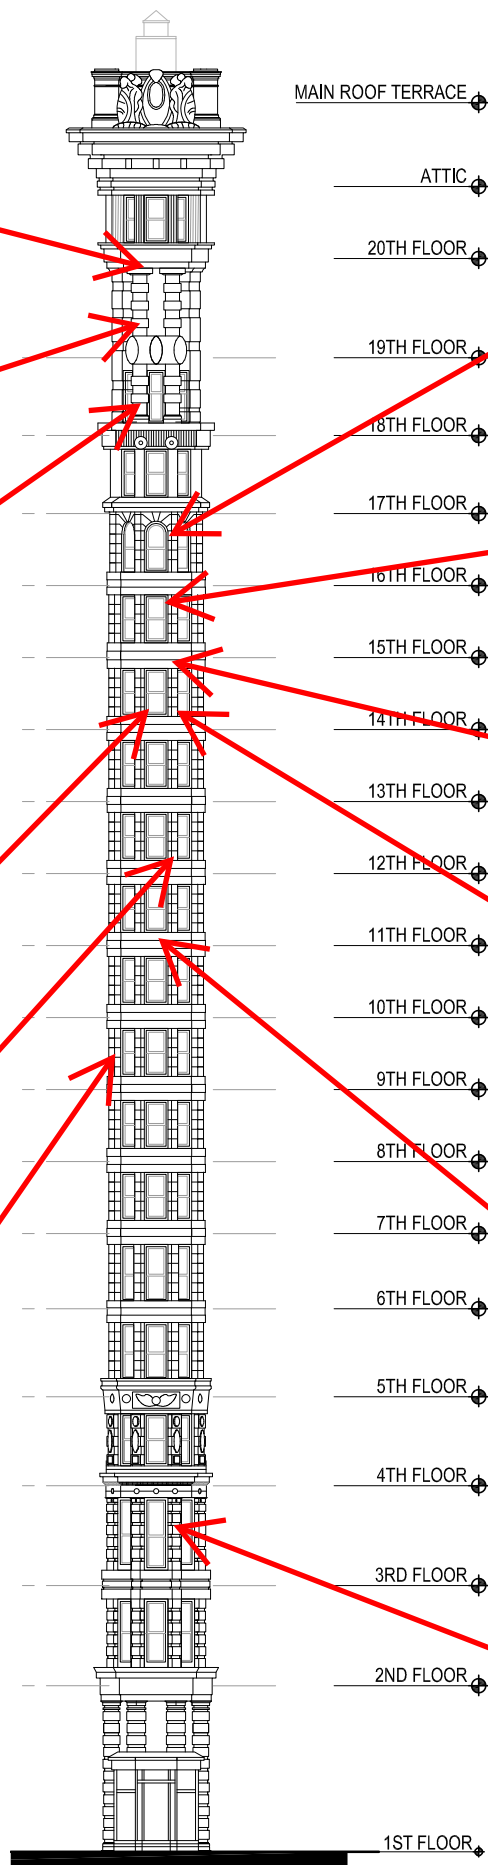 MAIN ROOF TERRACE
ATTIC
20TH FLOOR
19TH FLOOR
18TH FLOOR
17TH FLOOR
16TH FLOOR
15TH FLOOR
14TH FLOOR
13TH FLOOR
12TH FLOOR
11TH FLOOR
10TH FLOOR
9TH FLOOR
8TH FLOOR
7TH FLOOR
6TH FLOOR
5TH FLOOR
4TH FLOOR
3RD FLOOR
2ND FLOOR
1ST FLOOR